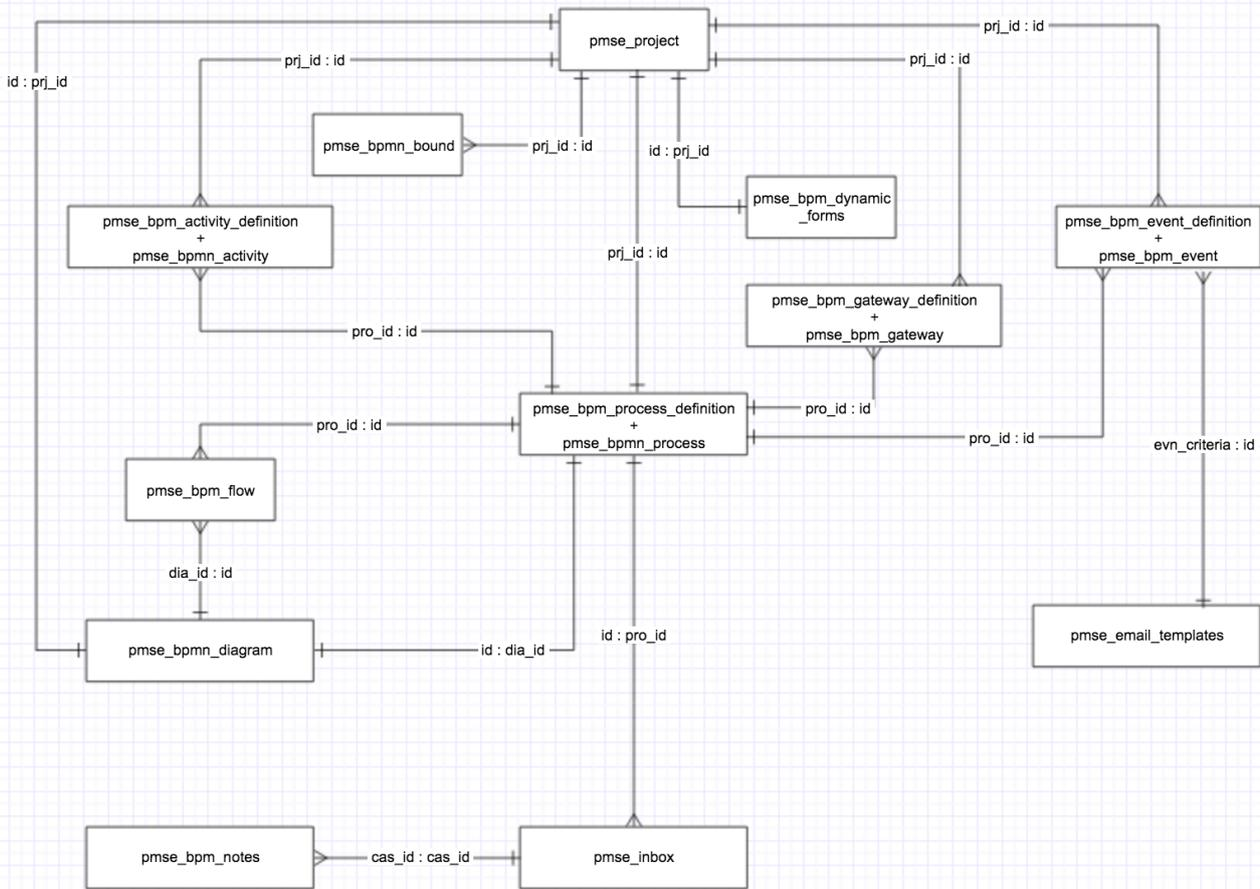 pmse_project
prj_id : id
prj_id : id
prj_id : id
id : prj_id
pmse_bpmn_bound
prj_id : id
id : prj_id
pmse_bpm_dynamic
_forms
pmse_bpm_activity_definition
+
pmse_bpmn_activity
pmse_bpm_event_definition
+
pmse_bpm_event
prj_id : id
pmse_bpm_gateway_definition
+
pmse_bpm_gateway
pro_id : id
pmse_bpm_process_definition
+
pmse_bpmn_process
pro_id : id
pro_id : id
pro_id : id
evn_criteria : id
pmse_bpm_flow
dia_id : id
id : pro_id
pmse_email_templates
pmse_bpmn_diagram
id : dia_id
pmse_bpm_notes
cas_id : cas_id
pmse_inbox